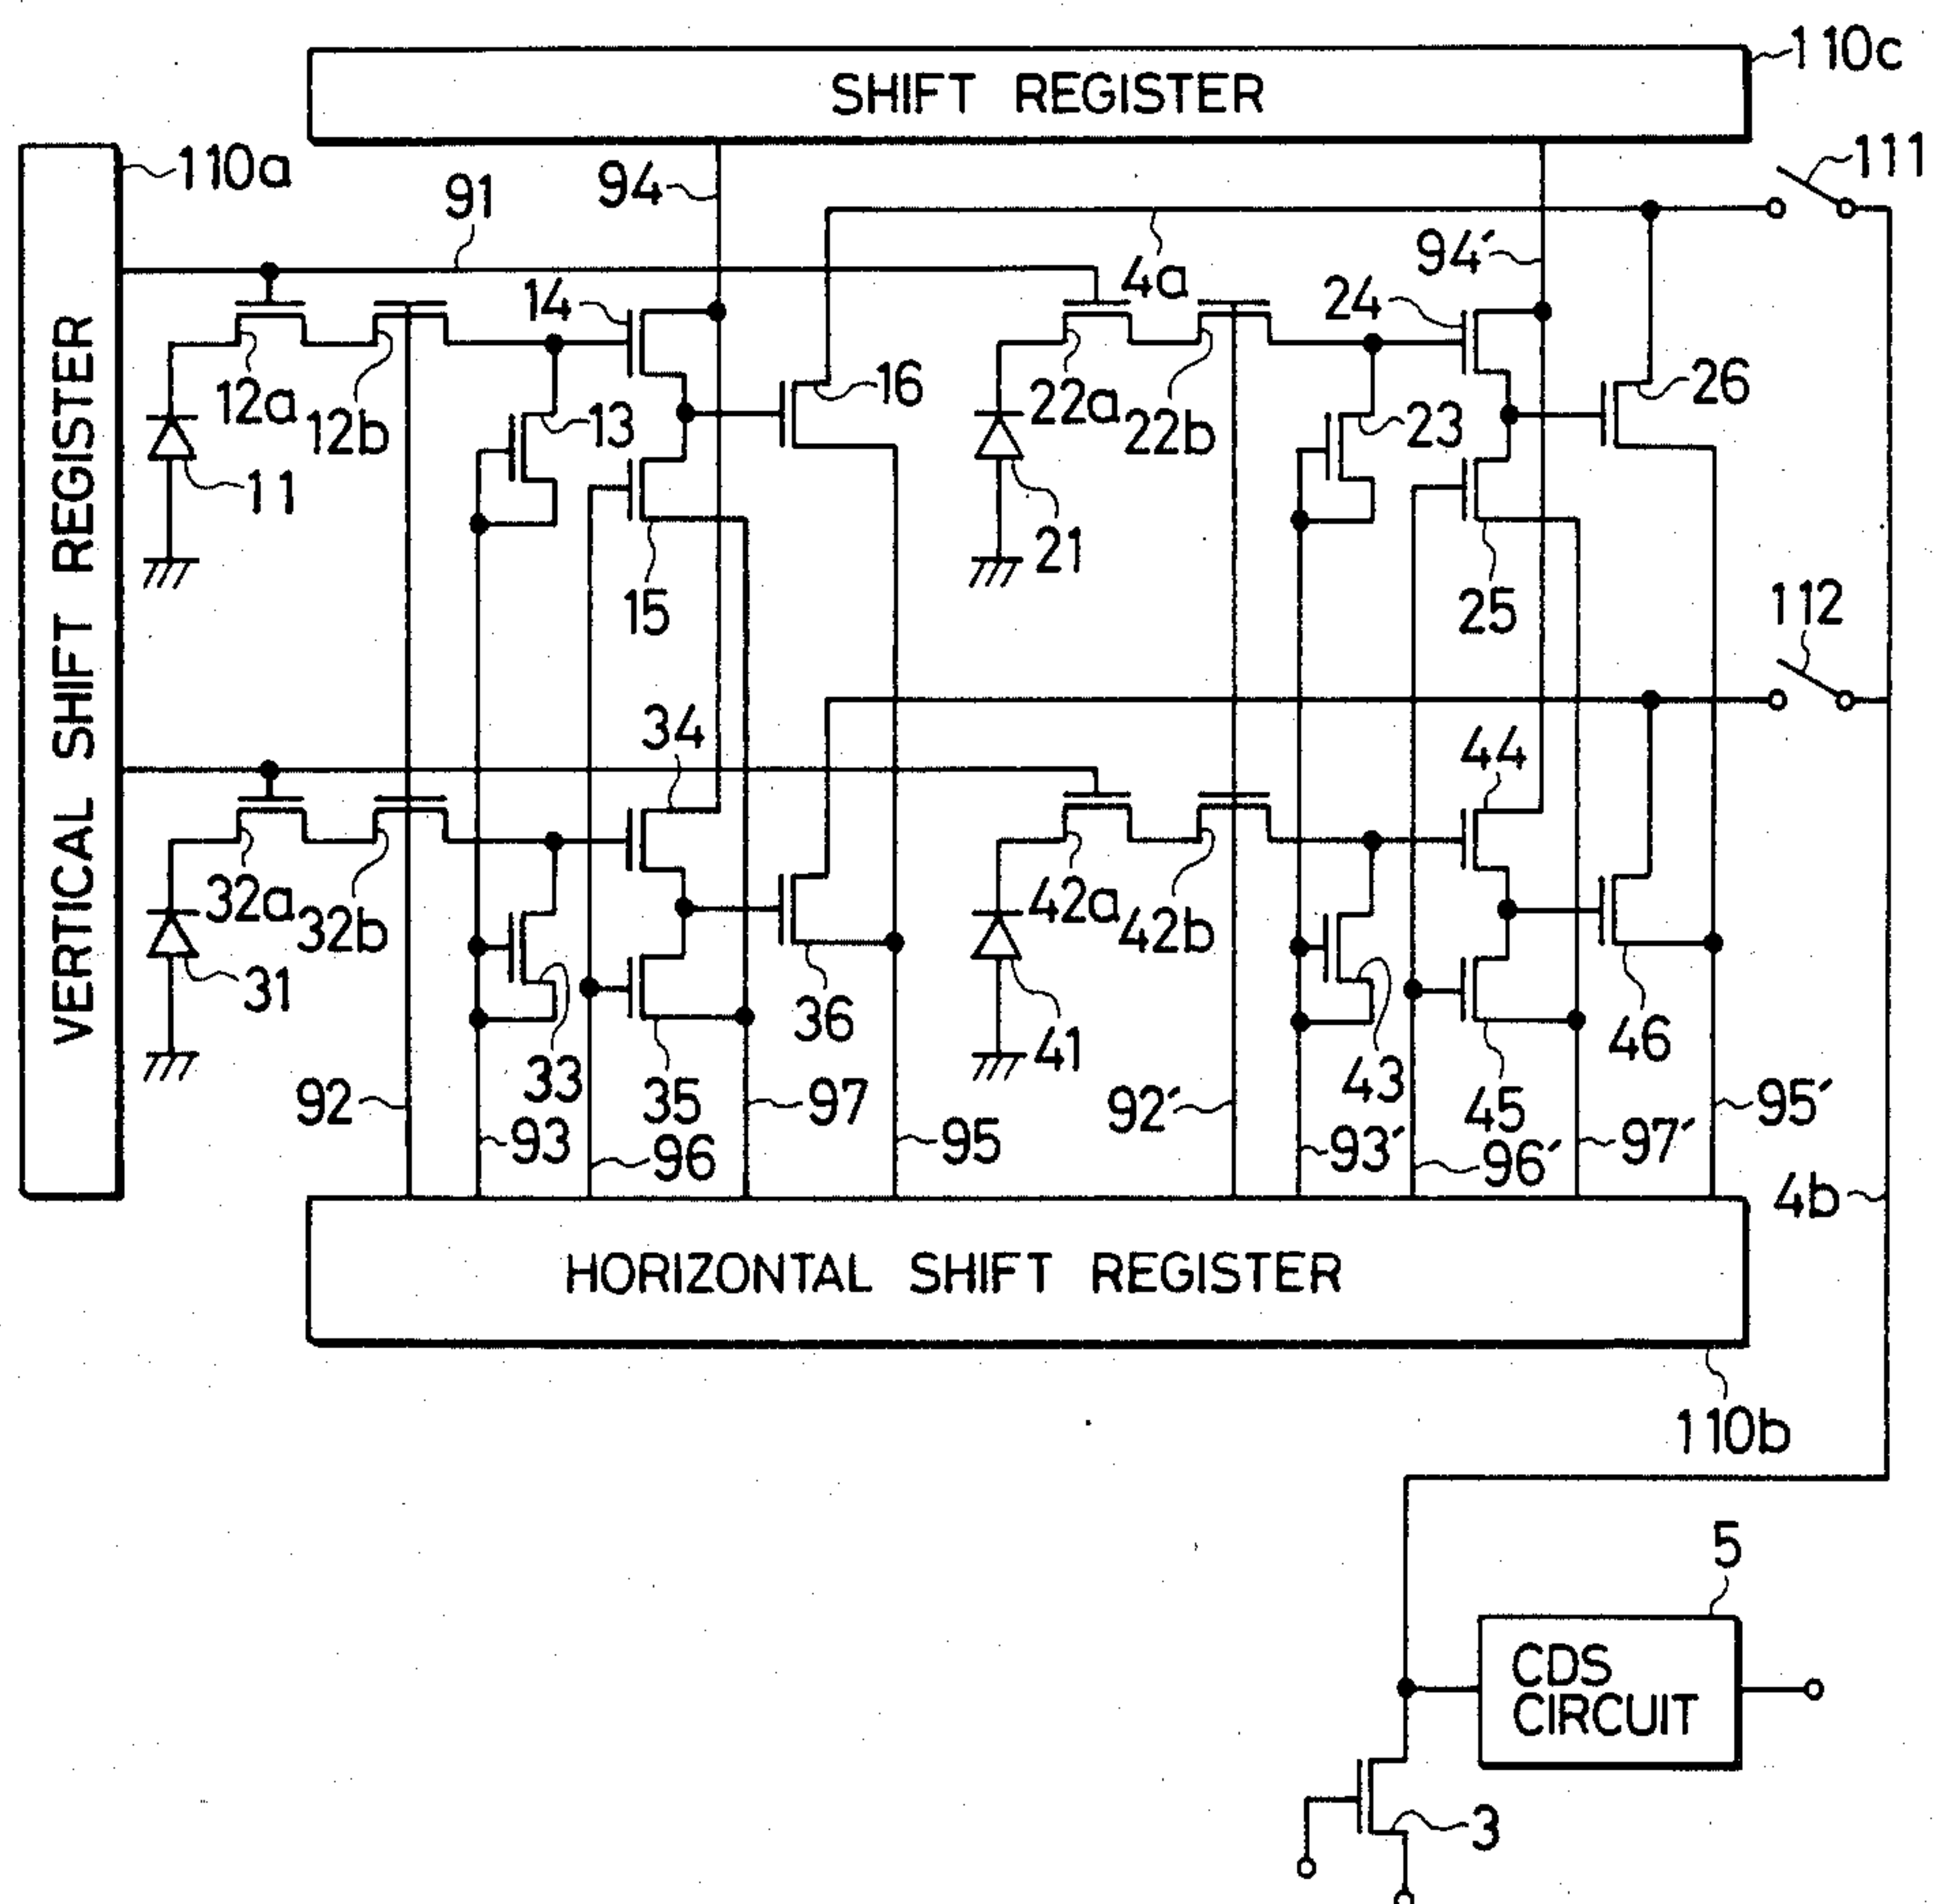 110c
SHIFT REGISTER
110a
111
91
94
94′
14
4a
24
16
26
12a
12b
13
22a
22b
23
11
21
15
25
112
VERTICAL SHIFT REGISTER
34
44
32a
32b
42a
42b
31
36
46
33
35
41
43
45
92
97
92′
95′
93
96
95
93′
96′
97′
4b
HORIZONTAL SHIFT REGISTER
110b
5
CDS
CIRCUIT
3